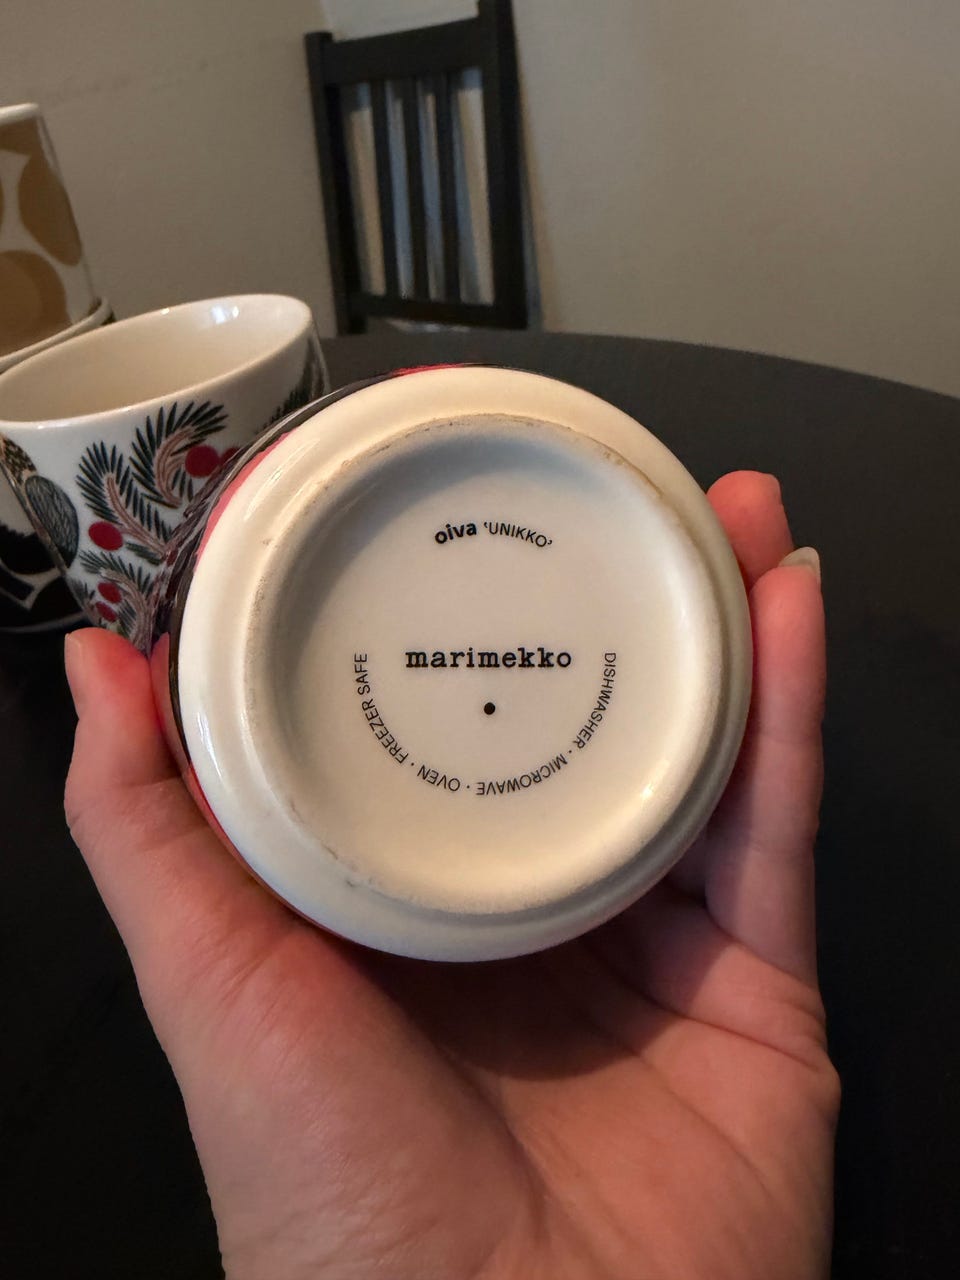 oiva ‘UNIKKO’
marimekko
DISHWASHER · MICROWAVE · OVEN · FREEZER SAFE